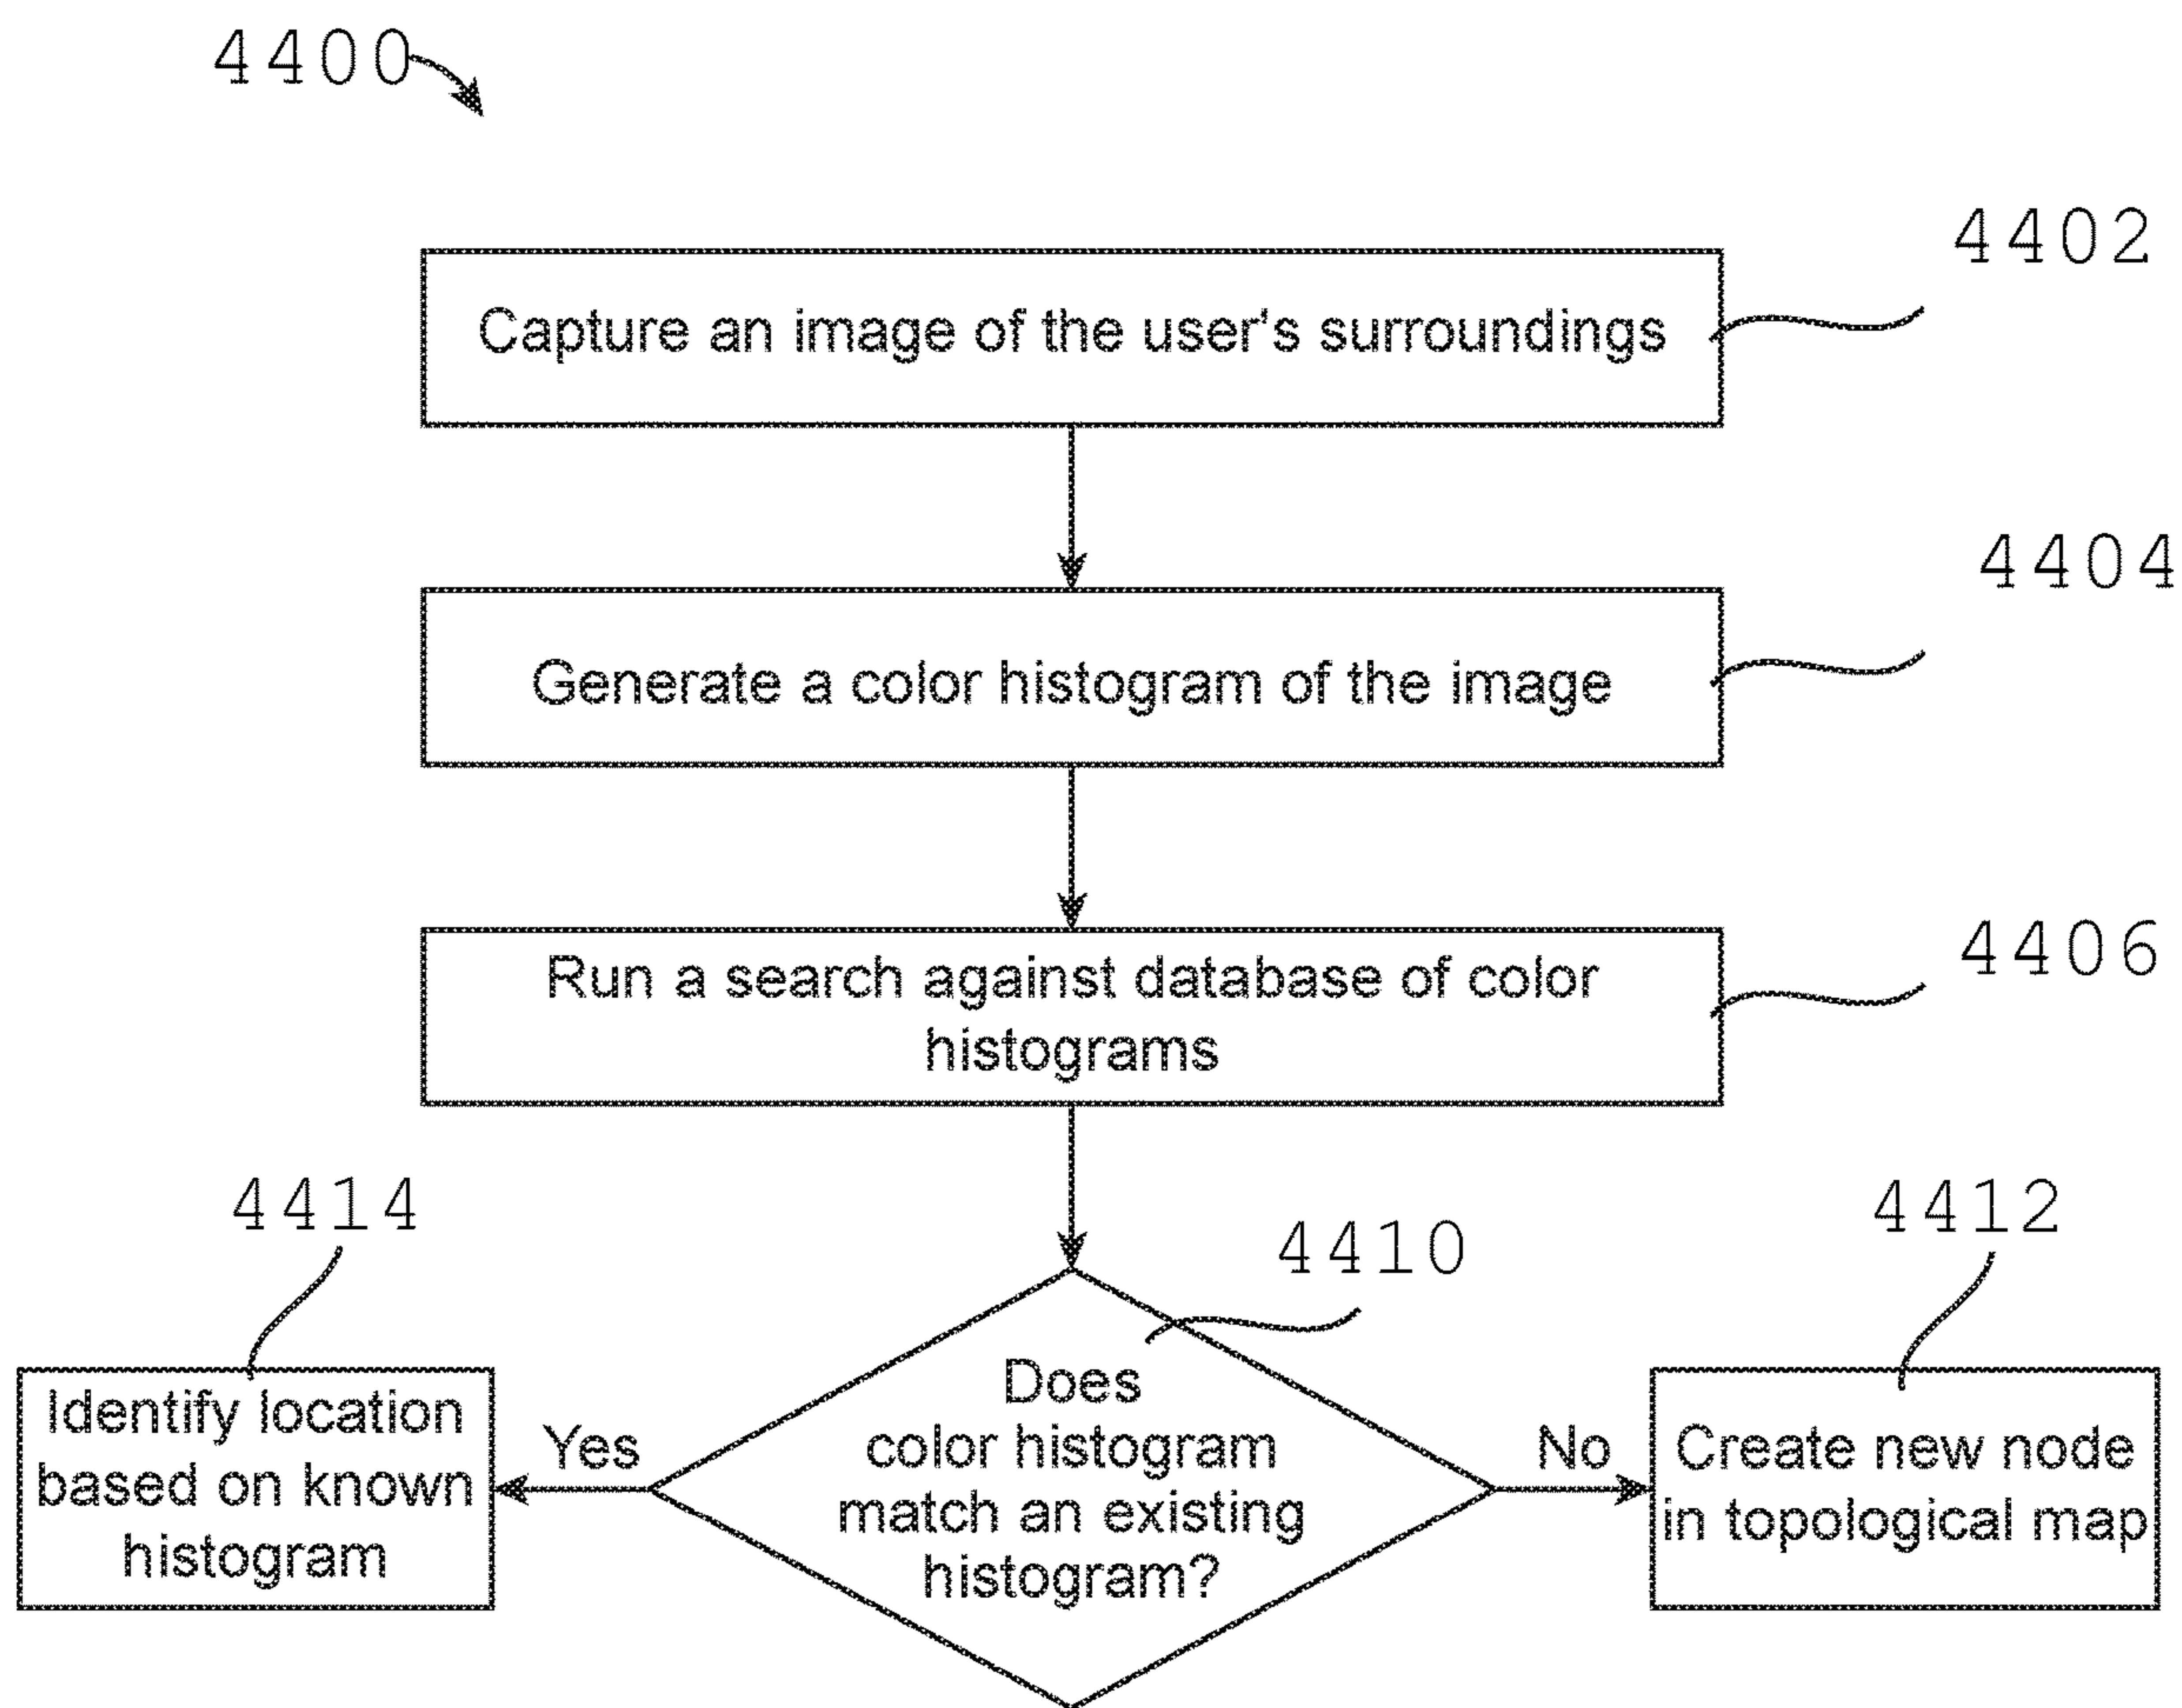 4400
4402
Capture an image of the user's surroundings
4404
Generate a color histogram of the image
4406
Run a search against database of color
histograms
4414
4410
4412
Identify location
based on known
histogram
Yes
Does
color histogram
match an existing
histogram?
No
Create new node
in topological map